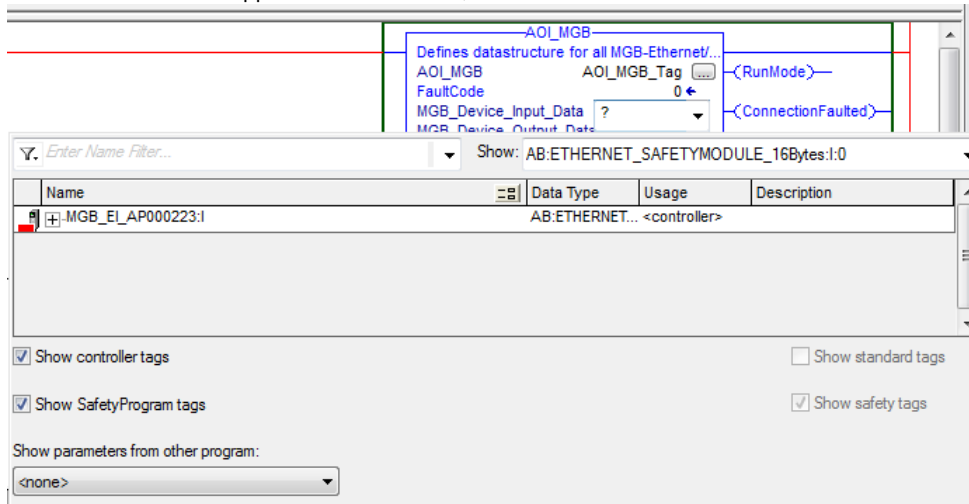 AOI_MGB
Defines datastructure for all MGB-Ethernet/...
AOI_MGB AOI_MGB_Tag ... (RunMode)
FaultCode 0
MGB_Device_Input_Data ? (ConnectionFaulted)
MGB_Device_Output_Data
Enter Name Filter... Show: AB:ETHERNET_SAFETYMODULE_16Bytes:I:0
Name Data Type Usage Description
MGB_EI_AP000223:I AB:ETHERNET... <controller>
Show controller tags Show standard tags
Show SafetyProgram tags Show safety tags
Show parameters from other program:
<none>